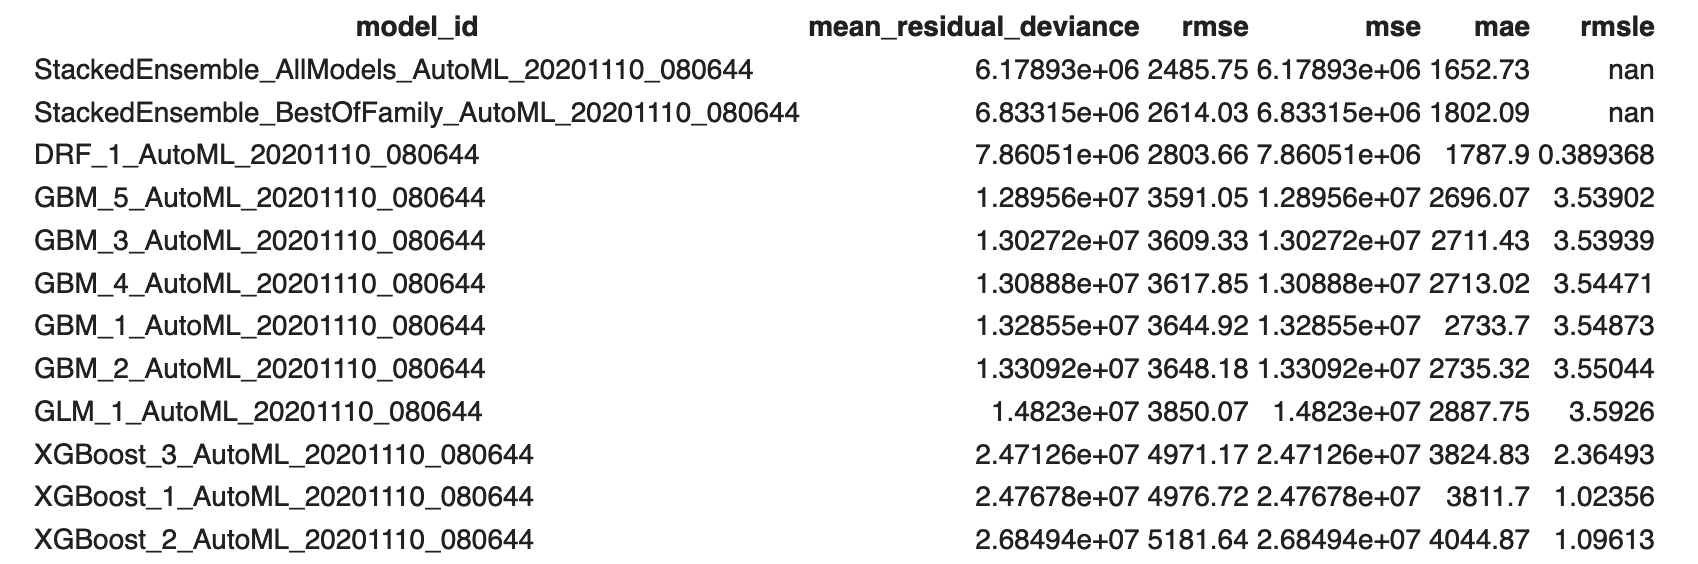 model_id mean_residual_deviance rmse mse mae rmsle
StackedEnsemble_AllModels_AutoML_20201110_080644 6.17893e+06 2485.75 6.17893e+06 1652.73 nan
StackedEnsemble_BestOfFamily_AutoML_20201110_080644 6.83315e+06 2614.03 6.83315e+06 1802.09 nan
DRF_1_AutoML_20201110_080644 7.86051e+06 2803.66 7.86051e+06 1787.9 0.389368
GBM_5_AutoML_20201110_080644 1.28956e+07 3591.05 1.28956e+07 2696.07 3.53902
GBM_3_AutoML_20201110_080644 1.30272e+07 3609.33 1.30272e+07 2711.43 3.53939
GBM_4_AutoML_20201110_080644 1.30888e+07 3617.85 1.30888e+07 2713.02 3.54471
GBM_1_AutoML_20201110_080644 1.32855e+07 3644.92 1.32855e+07 2733.7 3.54873
GBM_2_AutoML_20201110_080644 1.33092e+07 3648.18 1.33092e+07 2735.32 3.55044
GLM_1_AutoML_20201110_080644 1.4823e+07 3850.07 1.4823e+07 2887.75 3.5926
XGBoost_3_AutoML_20201110_080644 2.47126e+07 4971.17 2.47126e+07 3824.83 2.36493
XGBoost_1_AutoML_20201110_080644 2.47678e+07 4976.72 2.47678e+07 3811.7 1.02356
XGBoost_2_AutoML_20201110_080644 2.68494e+07 5181.64 2.68494e+07 4044.87 1.09613